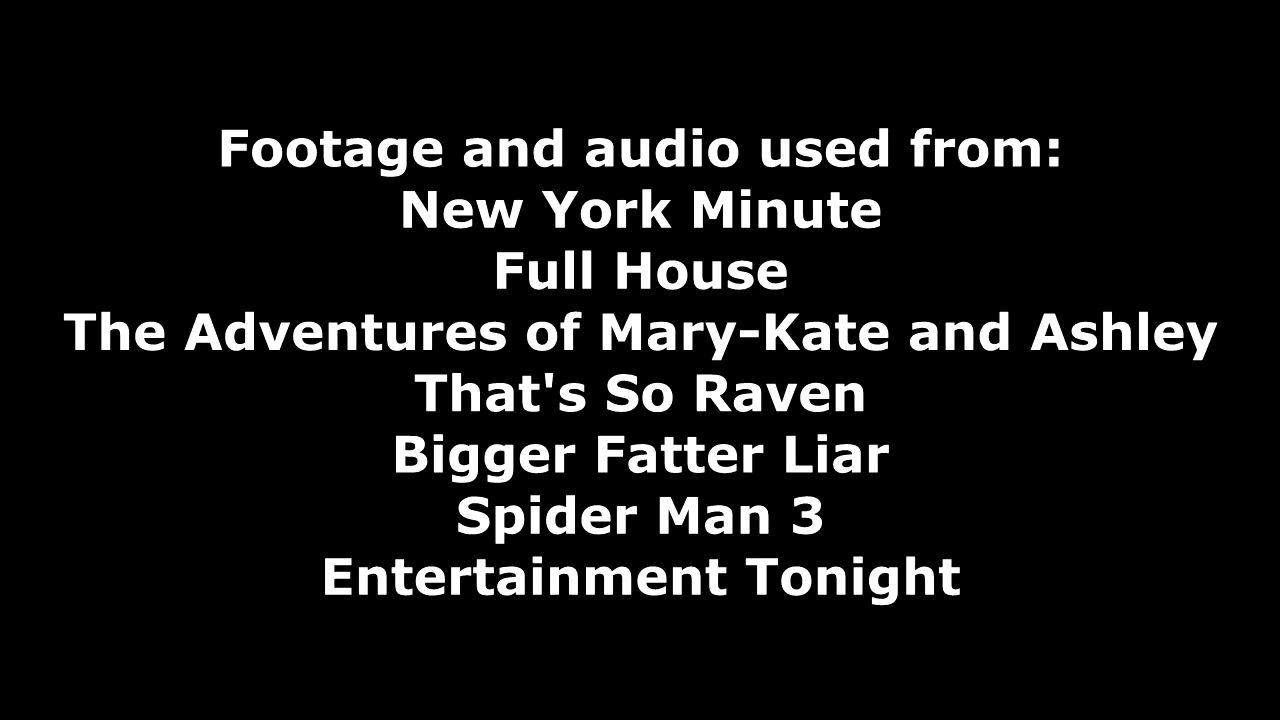 Footage and audio used from:
New York Minute
Full House
The Adventures of Mary-Kate and Ashley
That's So Raven
Bigger Fatter Liar
Spider Man 3
Entertainment Tonight